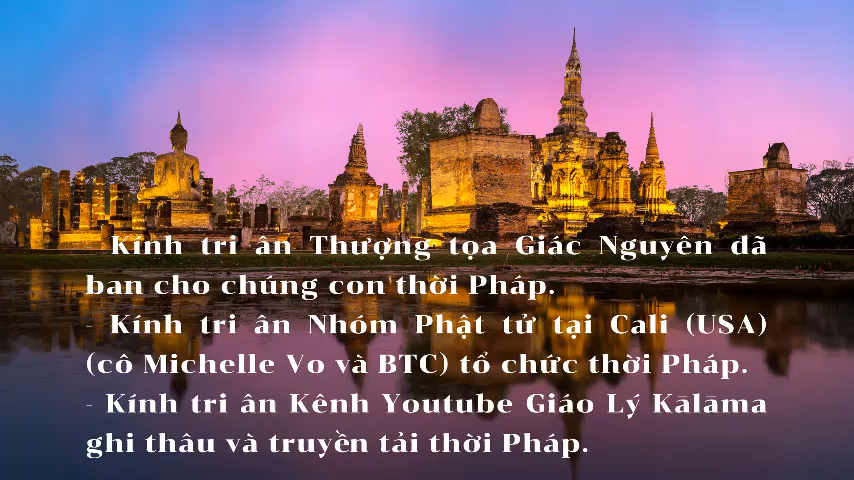 Kính tri ân Thượng tọa Giác Nguyên đã
ban cho chúng con thời Pháp.
- Kính tri ân Nhóm Phật tử tại Cali (USA)
(cô Michelle Vo và BTC) tổ chức thời Pháp.
- Kính tri ân Kênh Youtube Giáo Lý Kālāma
ghi thâu và truyền tải thời Pháp.